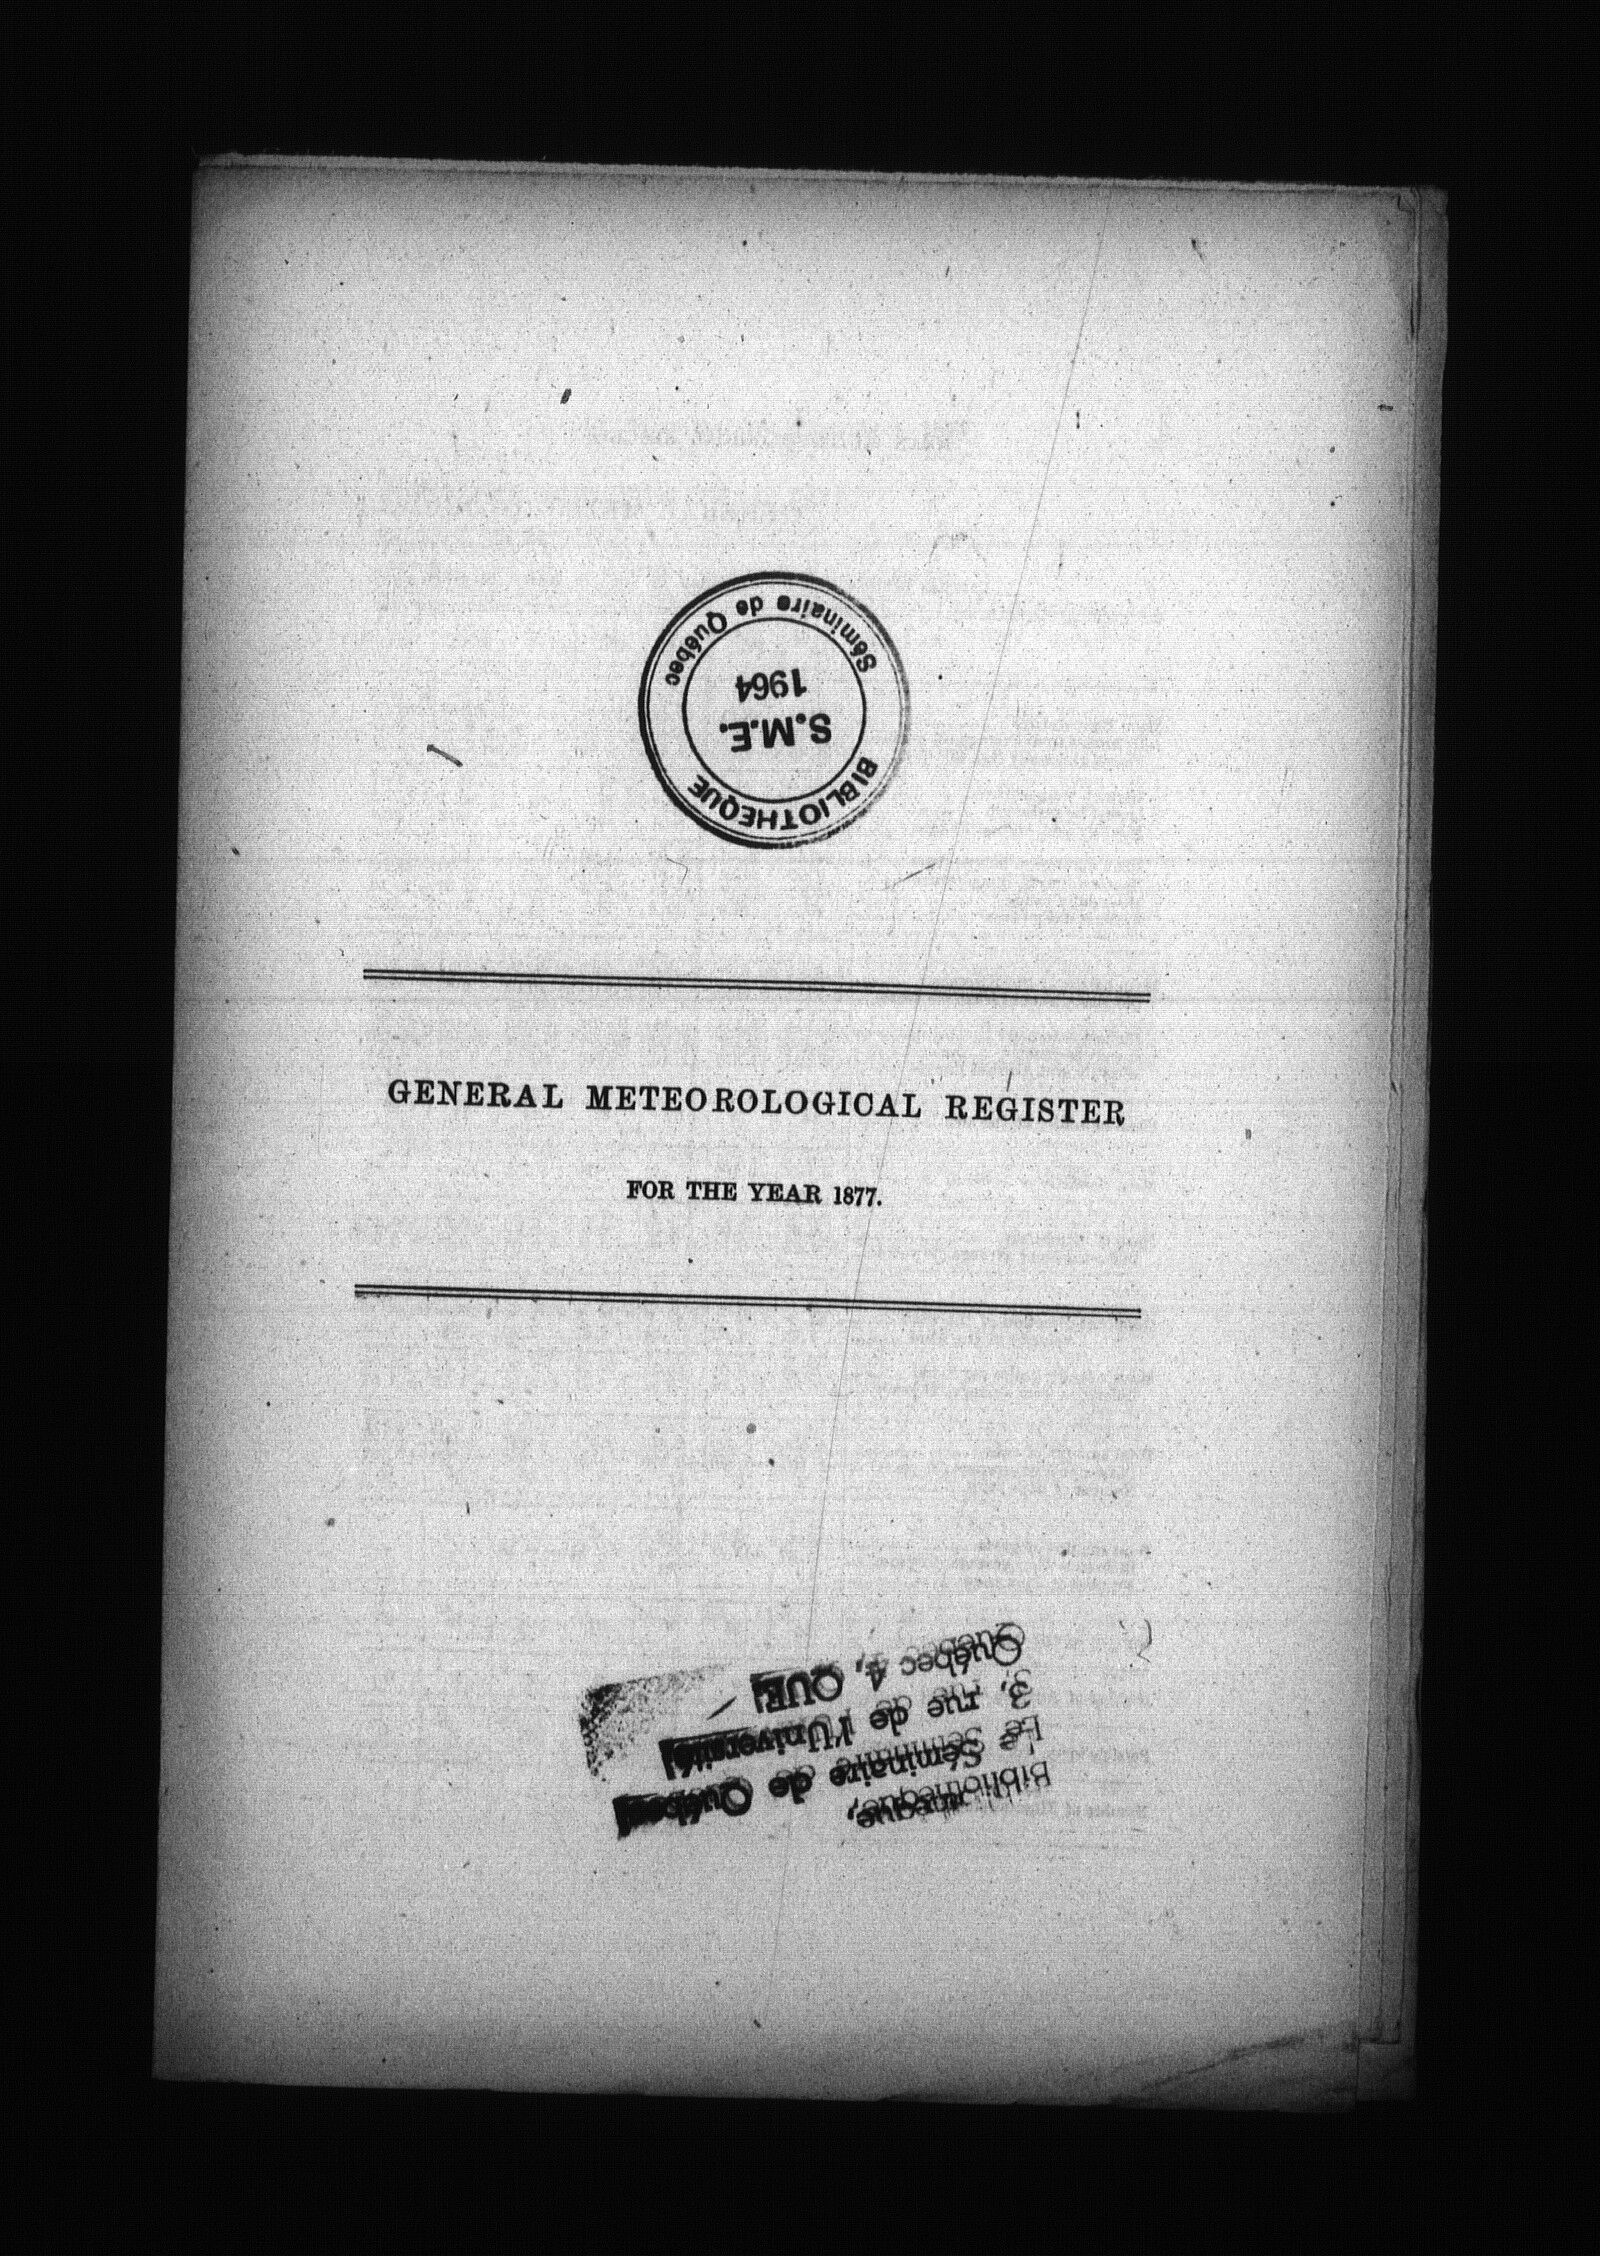 BIBLIOTHEQUE
S.M.E.
1964
Séminaire de Québec
GENERAL METEOROLOGICAL REGISTER
FOR THE YEAR 1877.
Bibliothèque,
Le Séminaire de Québec
3, rue de l'Université
Québec 4, QUE.